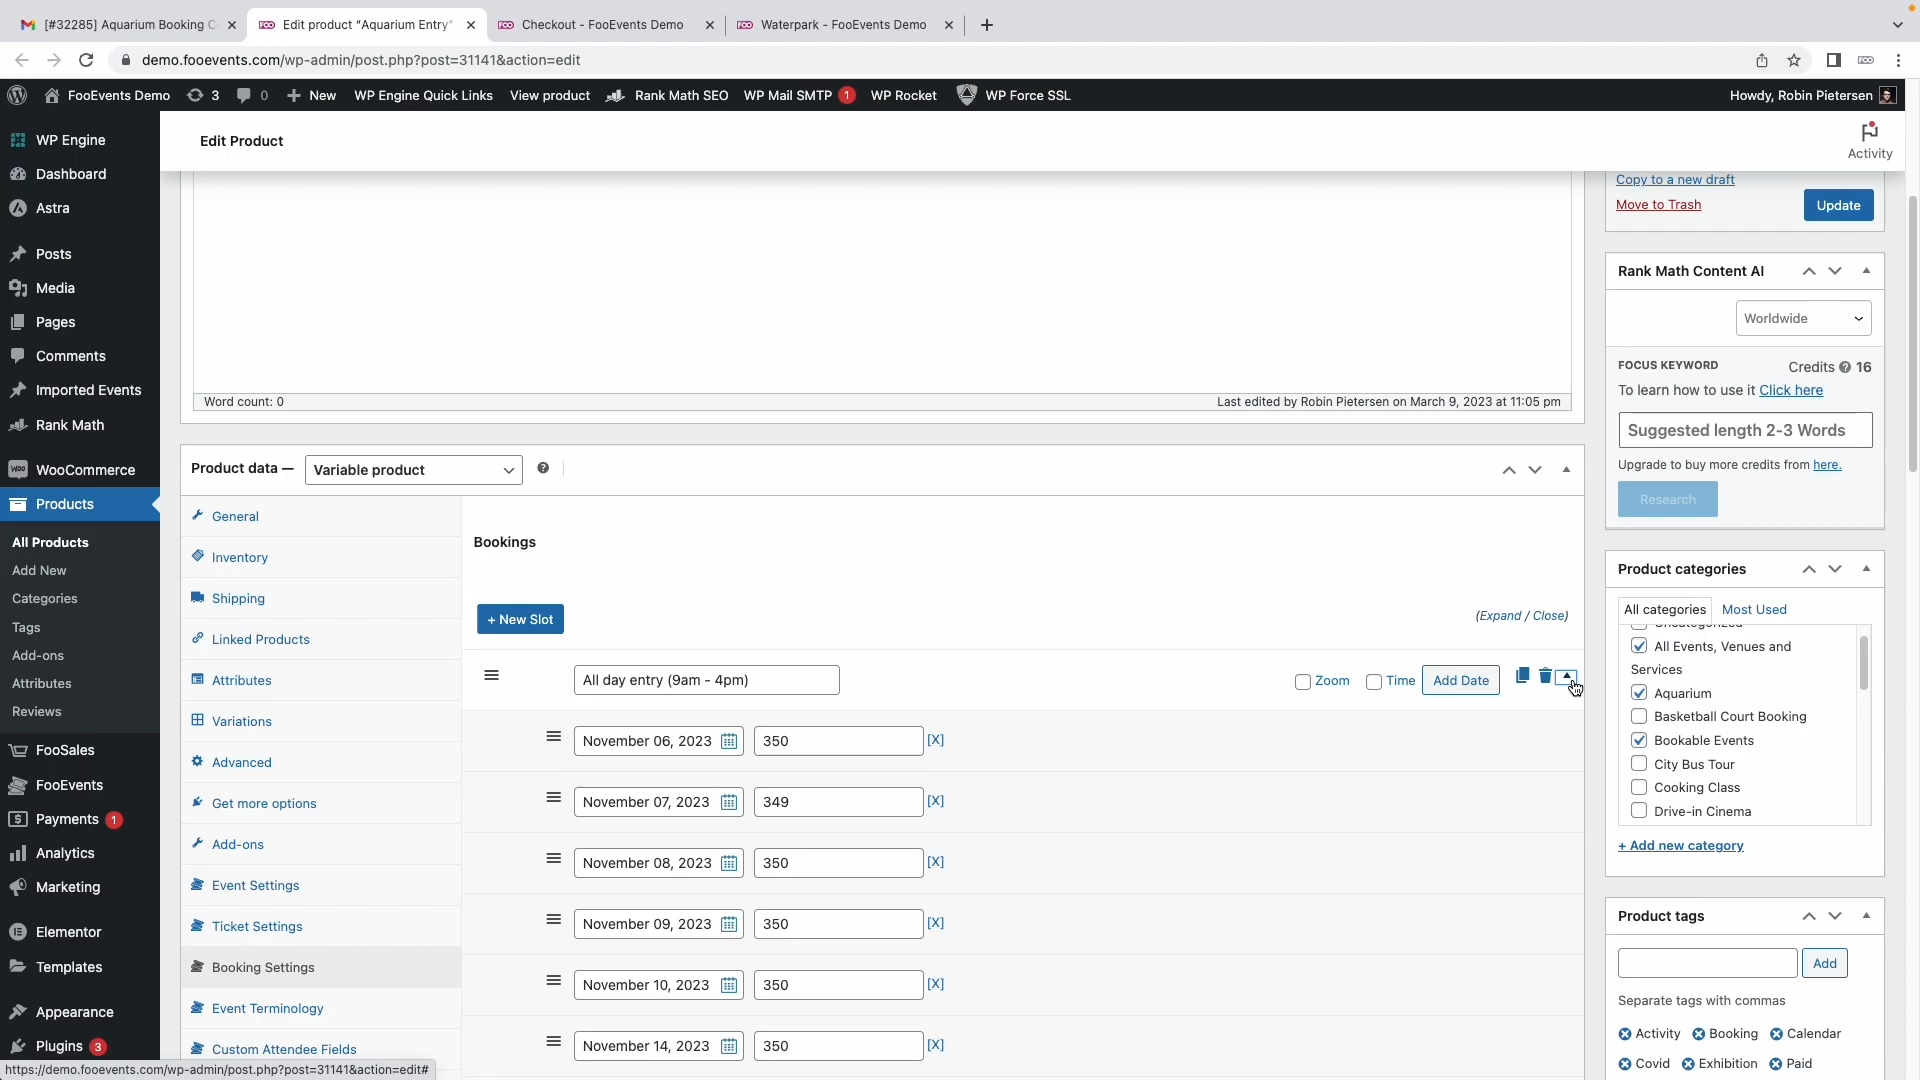 [#32285] Aquarium Booking C
Edit product “Aquarium Entry”
Checkout - FooEvents Demo
Waterpark - FooEvents Demo
demo.fooevents.com/wp-admin/post.php?post=31141&action=edit
FooEvents Demo
3
0
New
WP Engine Quick Links
View product
Rank Math SEO
WP Mail SMTP 1
WP Rocket
WP Force SSL
Howdy, Robin Pietersen
WP Engine
Dashboard
Astra
Posts
Media
Pages
Comments
Imported Events
Rank Math
WooCommerce
Products
All Products
Add New
Categories
Tags
Add-ons
Attributes
Reviews
FooSales
FooEvents
Payments 1
Analytics
Marketing
Elementor
Templates
Appearance
Plugins 3
Edit Product
Activity
Word count: 0
Last edited by Robin Pietersen on March 9, 2023 at 11:05 pm
Product data —
Variable product
General
Inventory
Shipping
Linked Products
Attributes
Variations
Advanced
Get more options
Add-ons
Event Settings
Ticket Settings
Booking Settings
Event Terminology
Custom Attendee Fields
Bookings
+ New Slot
(Expand / Close)
All day entry (9am - 4pm)
Zoom
Time
Add Date
November 06, 2023 350 [X]
November 07, 2023 349 [X]
November 08, 2023 350 [X]
November 09, 2023 350 [X]
November 10, 2023 350 [X]
November 14, 2023 350 [X]
Copy to a new draft
Move to Trash
Update
Rank Math Content AI
Worldwide
FOCUS KEYWORD
Credits 16
To learn how to use it Click here
Suggested length 2-3 Words
Upgrade to buy more credits from here.
Research
Product categories
All categories
Most Used
Uncategorized
All Events, Venues and
Services
Aquarium
Basketball Court Booking
Bookable Events
City Bus Tour
Cooking Class
Drive-in Cinema
+ Add new category
Product tags
Add
Separate tags with commas
Activity
Booking
Calendar
Covid
Exhibition
Paid
https://demo.fooevents.com/wp-admin/post.php?post=31141&action=edit#